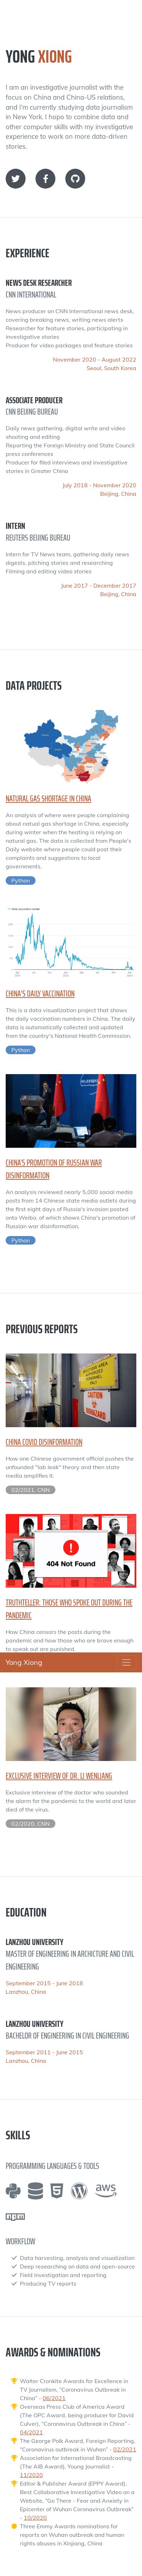 YONG XIONG
I am an investigative journalist with the
focus on China and China-US relations,
and I'm currently studying data journalism
in New York. I hope to combine data and
other computer skills with my investigative
experience to work on more data-driven
stories.
EXPERIENCE
NEWS DESK RESEARCHER
CNN INTERNATIONAL
News producer on CNN International news desk,
covering breaking news, writing news alerts
Researcher for feature stories, participating in
investigative stories
Producer for video packages and feature stories
November 2020 - August 2022
Seoul, South Korea
ASSOCIATE PRODUCER
CNN BEIJING BUREAU
Daily news gathering, digital write and video
shooting and editing
Reporting the Foreign Ministry and State Council
press conferences
Producer for filed interviews and investigative
stories in Greater China
July 2018 - November 2020
Beijing, China
INTERN
REUTERS BEIJING BUREAU
Intern for TV News team, gathering daily news
digests, pitching stories and researching
Filming and editing video stories
June 2017 - December 2017
Beijing, China
DATA PROJECTS
NATURAL GAS SHORTAGE IN CHINA
An analysis of where were people complaining
about natual gas shortage in China, especially
during winter when the heating is relying on
natual gas. The data is collected from People's
Daily website where people could post their
complaints and suggestions to local
governments.
Python
CHINA'S DAILY VACCINATION
This is a data visualization project that shows
the daily vaccination numbers in China. The daily
data is automatically collected and updated
from the country's National Health Commission.
Python
CHINA'S PROMOTION OF RUSSIAN WAR
DISINFORMATION
An analysis reviewed nearly 5,000 social media
posts from 14 Chinese state media outlets during
the first eight days of Russia's invasion posted
onto Weibo, of which shows China's promotion of
Russian war disinformation.
Python
PREVIOUS REPORTS
CAUTION
BIOHAZARD
CHINA COVID DISINFORMATION
How one Chinese government official pushes the
unfounded "lab leak" theory and then state
media amplifies it.
02/2021, CNN
404 Not Found
TRUTHTELLER: THOSE WHO SPOKE OUT DURING THE
PANDEMIC
How China censors the posts during the
pandemic and how those who are brave enough
to speak out are punished.
Yong Xiong
EXCLUSIVE INTERVIEW OF DR. LI WENLIANG
Exclusive interview of the doctor who sounded
the alarm for the pandemic to the world and later
died of the virus.
02/2020, CNN
EDUCATION
LANZHOU UNIVERSITY
MASTER OF ENGINEERING IN ARCHICTURE AND CIVIL
ENGINEERING
September 2015 - June 2018
Lanzhou, China
LANZHOU UNIVERSITY
BACHELOR OF ENGINEERING IN CIVIL ENGINEERING
September 2011 - June 2015
Lanzhou, China
SKILLS
PROGRAMMING LANGUAGES & TOOLS
aws
npm
WORKFLOW
Data harvesting, analysis and visualization
Deep researching on data and open-source
Field investigation and reporting
Producing TV reports
AWARDS & NOMINATIONS
Walter Cronkite Awards for Excellence in
TV Journalism, "Coronavirus Outbreak in
China" - 06/2021
Overseas Press Club of America Award
(The OPC Award, being producer for David
Culver), "Coronavirus Outbreak in China" -
04/2021
The George Polk Award, Foreign Reporting,
"Coronavirus outbreak in Wuhan" - 02/2021
Association for International Broadcasting
(The AIB Award), Young Journalist -
11/2020
Editor & Publisher Award (EPPY Award),
Best Collaborative Investigative Video on a
Website, "Go There - Fear and Anxiety in
Epicenter of Wuhan Coronavirus Outbreak"
- 10/2020
Three Emmy Awards nominations for
reports on Wuhan outbreak and human
rights abuses in Xinjiang, China